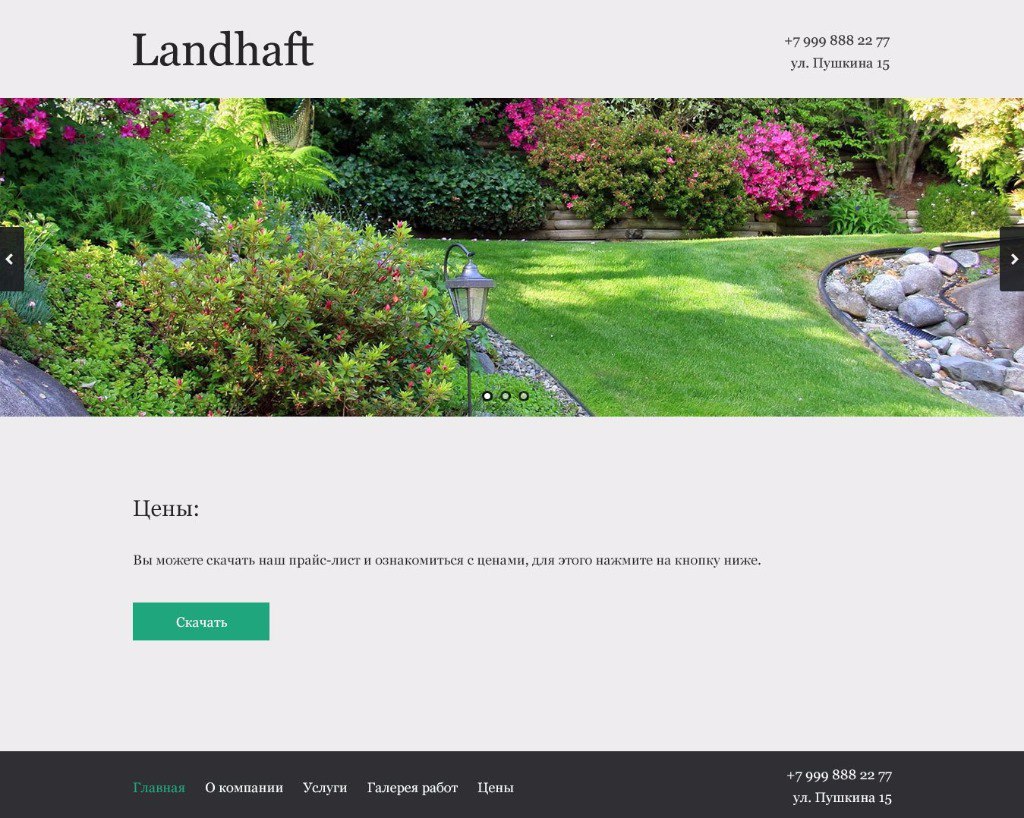 Landhaft
+7 999 888 22 77
ул. Пушкина 15
Цены:
Вы можете скачать наш прайс-лист и ознакомиться с ценами, для этого нажмите на кнопку ниже.
Скачать
Главная О компании Услуги Галерея работ Цены
+7 999 888 22 77
ул. Пушкина 15